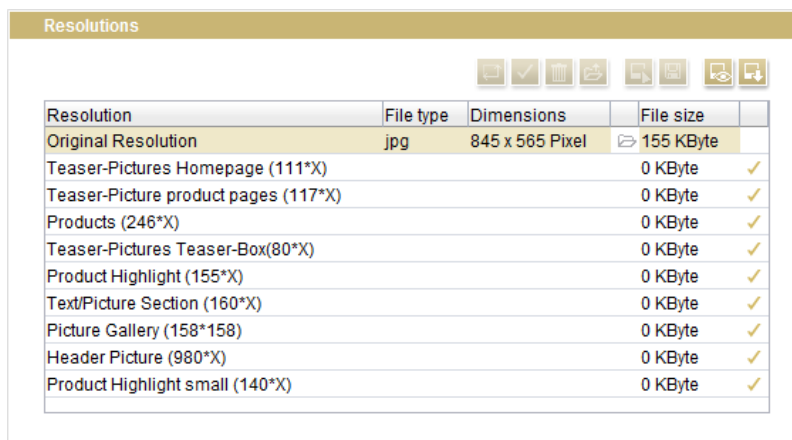 Resolutions
Resolution File type Dimensions File size
Original Resolution jpg 845 x 565 Pixel 155 KByte
Teaser-Pictures Homepage (111*X) 0 KByte
Teaser-Picture product pages (117*X) 0 KByte
Products (246*X) 0 KByte
Teaser-Pictures Teaser-Box(80*X) 0 KByte
Product Highlight (155*X) 0 KByte
Text/Picture Section (160*X) 0 KByte
Picture Gallery (158*158) 0 KByte
Header Picture (980*X) 0 KByte
Product Highlight small (140*X) 0 KByte